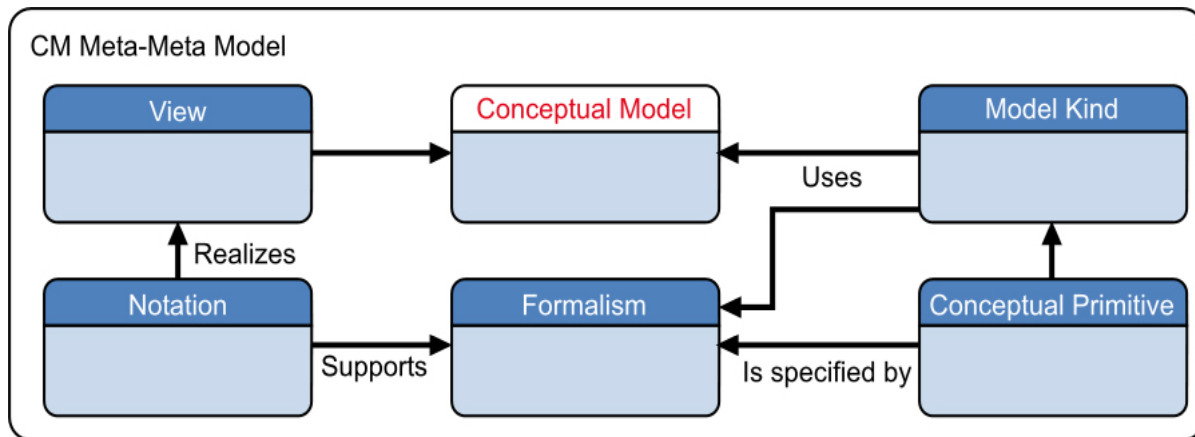 CM Meta-Meta Model
View
Conceptual Model
Model Kind
Uses
Realizes
Notation
Formalism
Conceptual Primitive
Supports
Is specified by